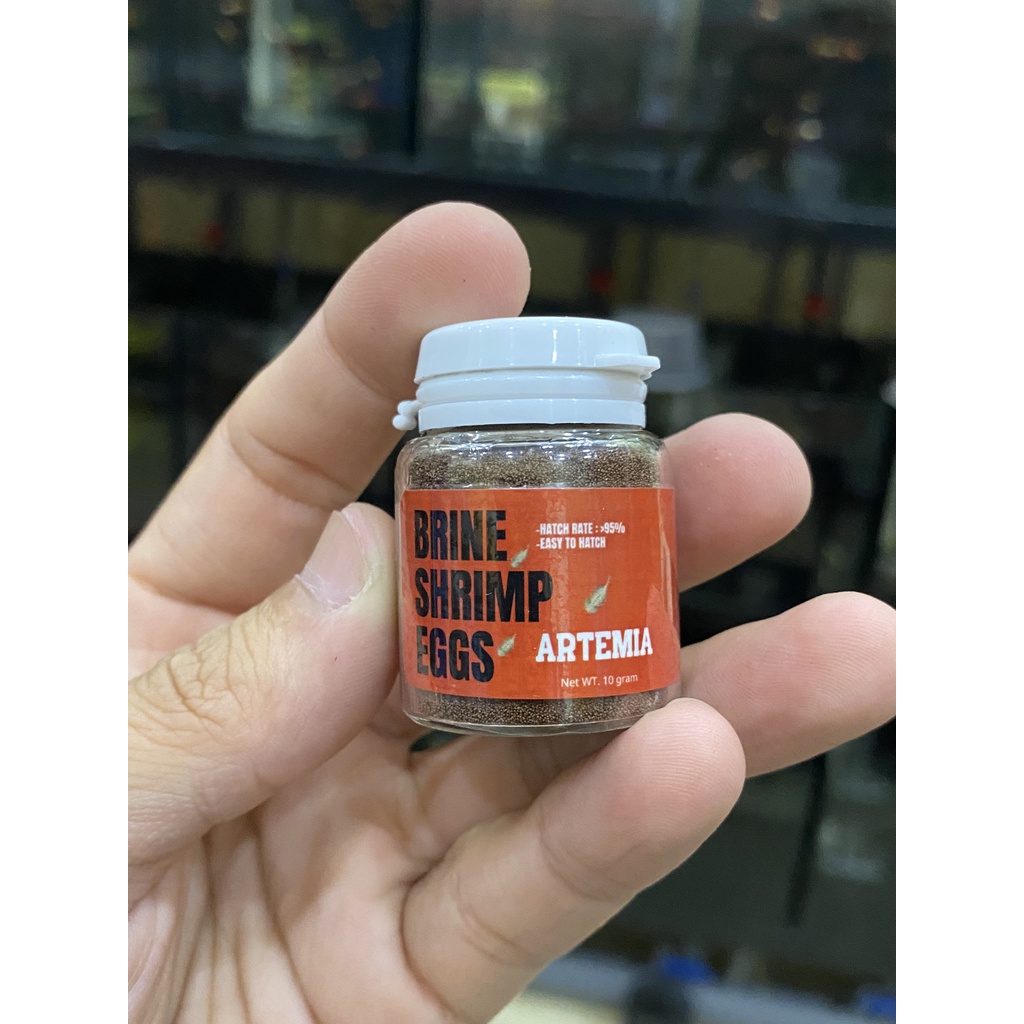 BRINE
SHRIMP
EGGS
-HATCH RATE : >95%
-EASY TO HATCH
ARTEMIA
Net WT. 10 gram